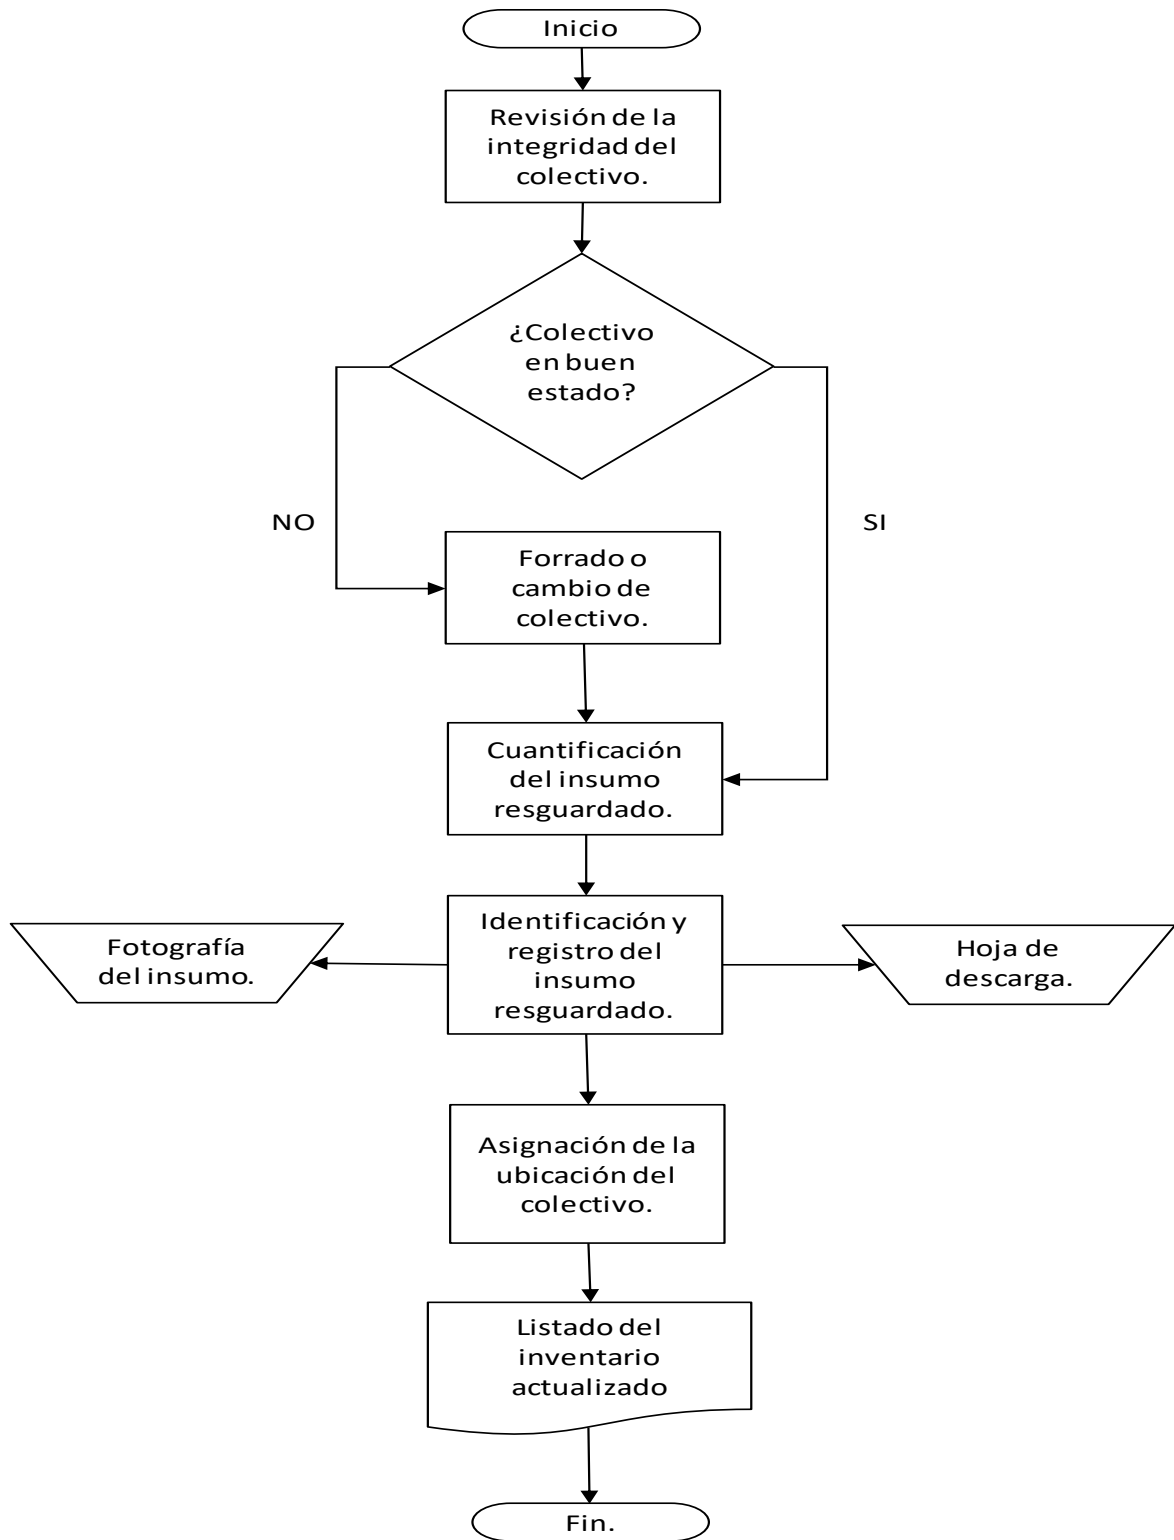 Inicio
Revisión de la
integridad del
colectivo.
¿Colectivo
en buen
estado?
NO
SI
Forrado o
cambio de
colectivo.
Cuantificación
del insumo
resguardado.
Fotografía
del insumo.
Identificación y
registro del
insumo
resguardado.
Hoja de
descarga.
Asignación de la
ubicación del
colectivo.
Listado del
inventario
actualizado
Fin.